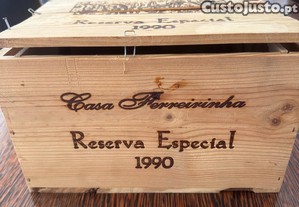 CustoJusto.pt
Reserva Especial
1990
Casa Ferreirinha
Reserva Especial
1990